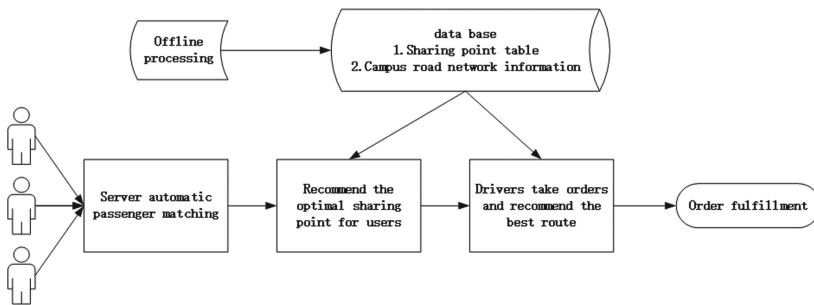 Offline
processing
data base
1.Sharing point table
2.Campus road network information
Server automatic
passenger matching
Recommend the
optimal sharing
point for users
Drivers take orders
and recommend the
best route
Order fulfillment